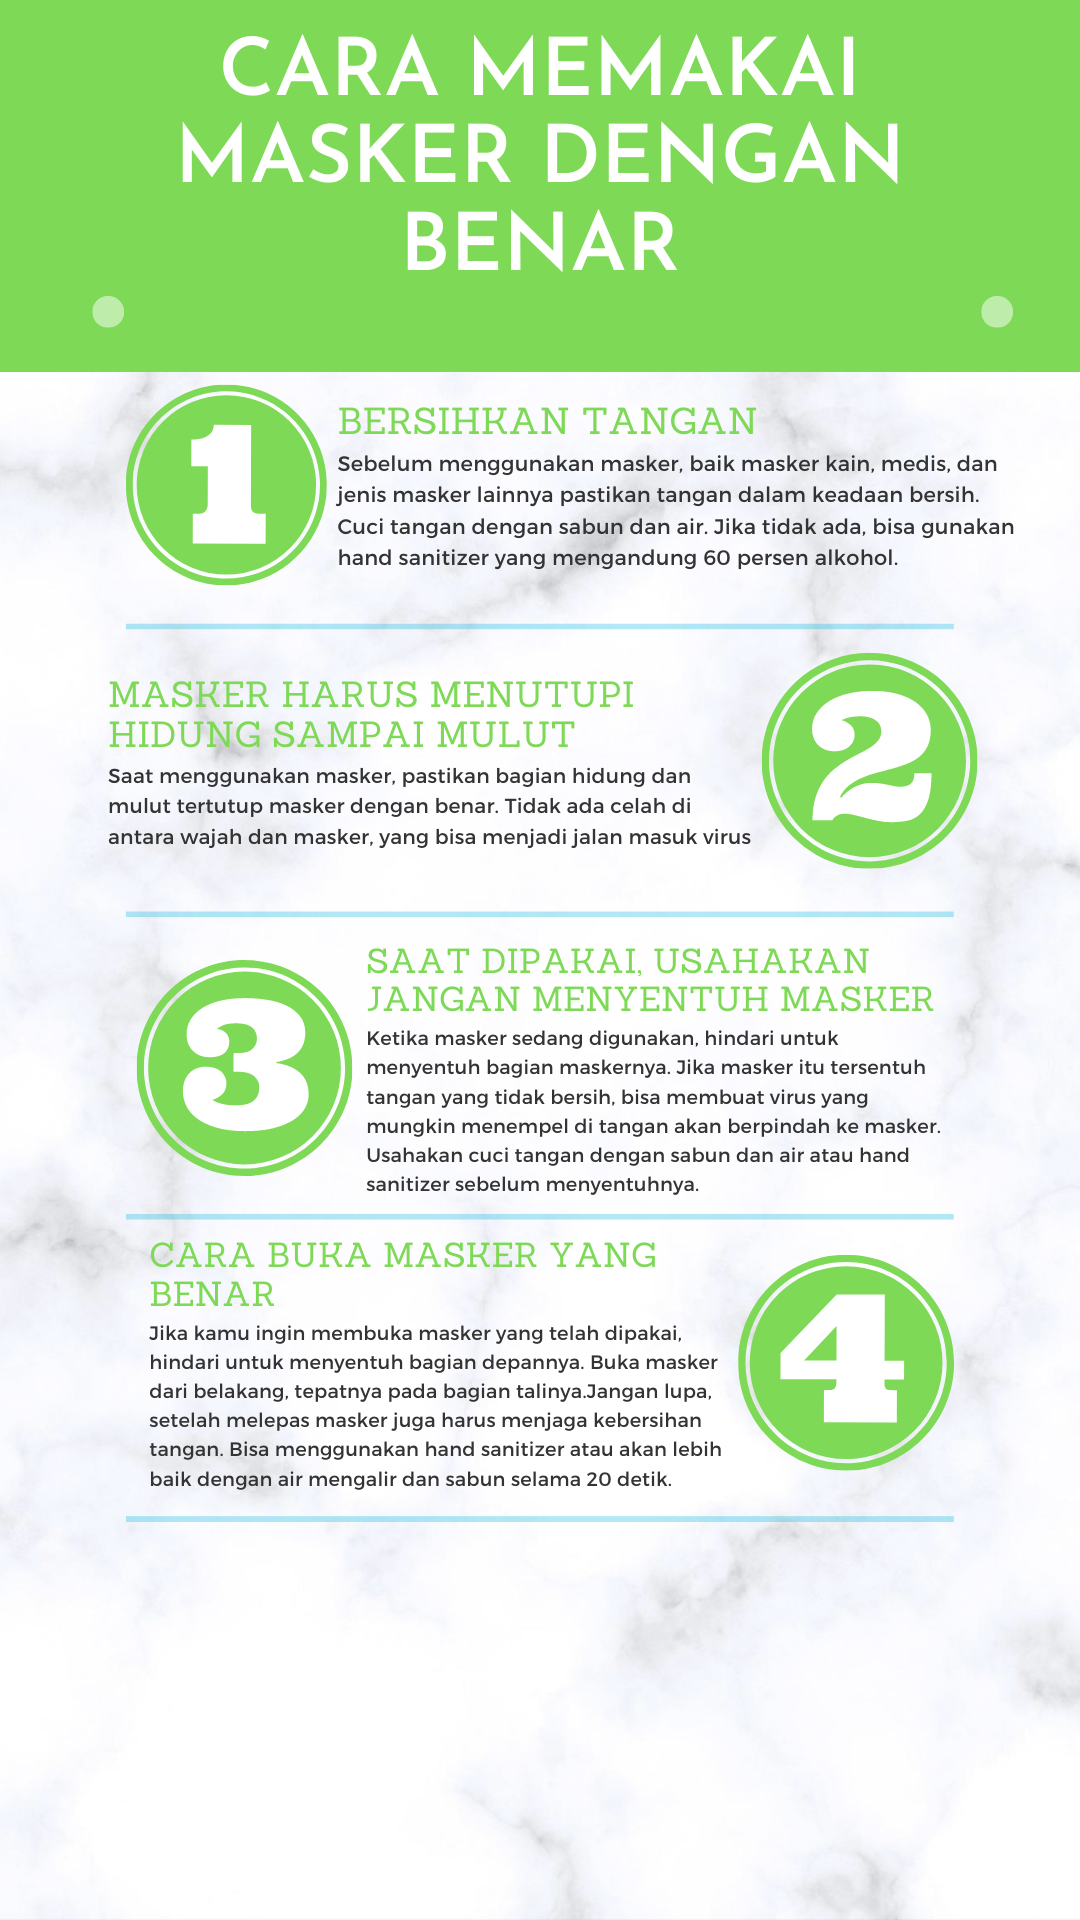 CARA MEMAKAI
MASKER DENGAN
BENAR
1
BERSIHKAN TANGAN
Sebelum menggunakan masker, baik masker kain, medis, dan
jenis masker lainnya pastikan tangan dalam keadaan bersih.
Cuci tangan dengan sabun dan air. Jika tidak ada, bisa gunakan
hand sanitizer yang mengandung 60 persen alkohol.
MASKER HARUS MENUTUPI
HIDUNG SAMPAI MULUT
Saat menggunakan masker, pastikan bagian hidung dan
mulut tertutup masker dengan benar. Tidak ada celah di
antara wajah dan masker, yang bisa menjadi jalan masuk virus
2
3
SAAT DIPAKAI, USAHAKAN
JANGAN MENYENTUH MASKER
Ketika masker sedang digunakan, hindari untuk
menyentuh bagian maskernya. Jika masker itu tersentuh
tangan yang tidak bersih, bisa membuat virus yang
mungkin menempel di tangan akan berpindah ke masker.
Usahakan cuci tangan dengan sabun dan air atau hand
sanitizer sebelum menyentuhnya.
CARA BUKA MASKER YANG
BENAR
Jika kamu ingin membuka masker yang telah dipakai,
hindari untuk menyentuh bagian depannya. Buka masker
dari belakang, tepatnya pada bagian talinya.Jangan lupa,
setelah melepas masker juga harus menjaga kebersihan
tangan. Bisa menggunakan hand sanitizer atau akan lebih
baik dengan air mengalir dan sabun selama 20 detik.
4